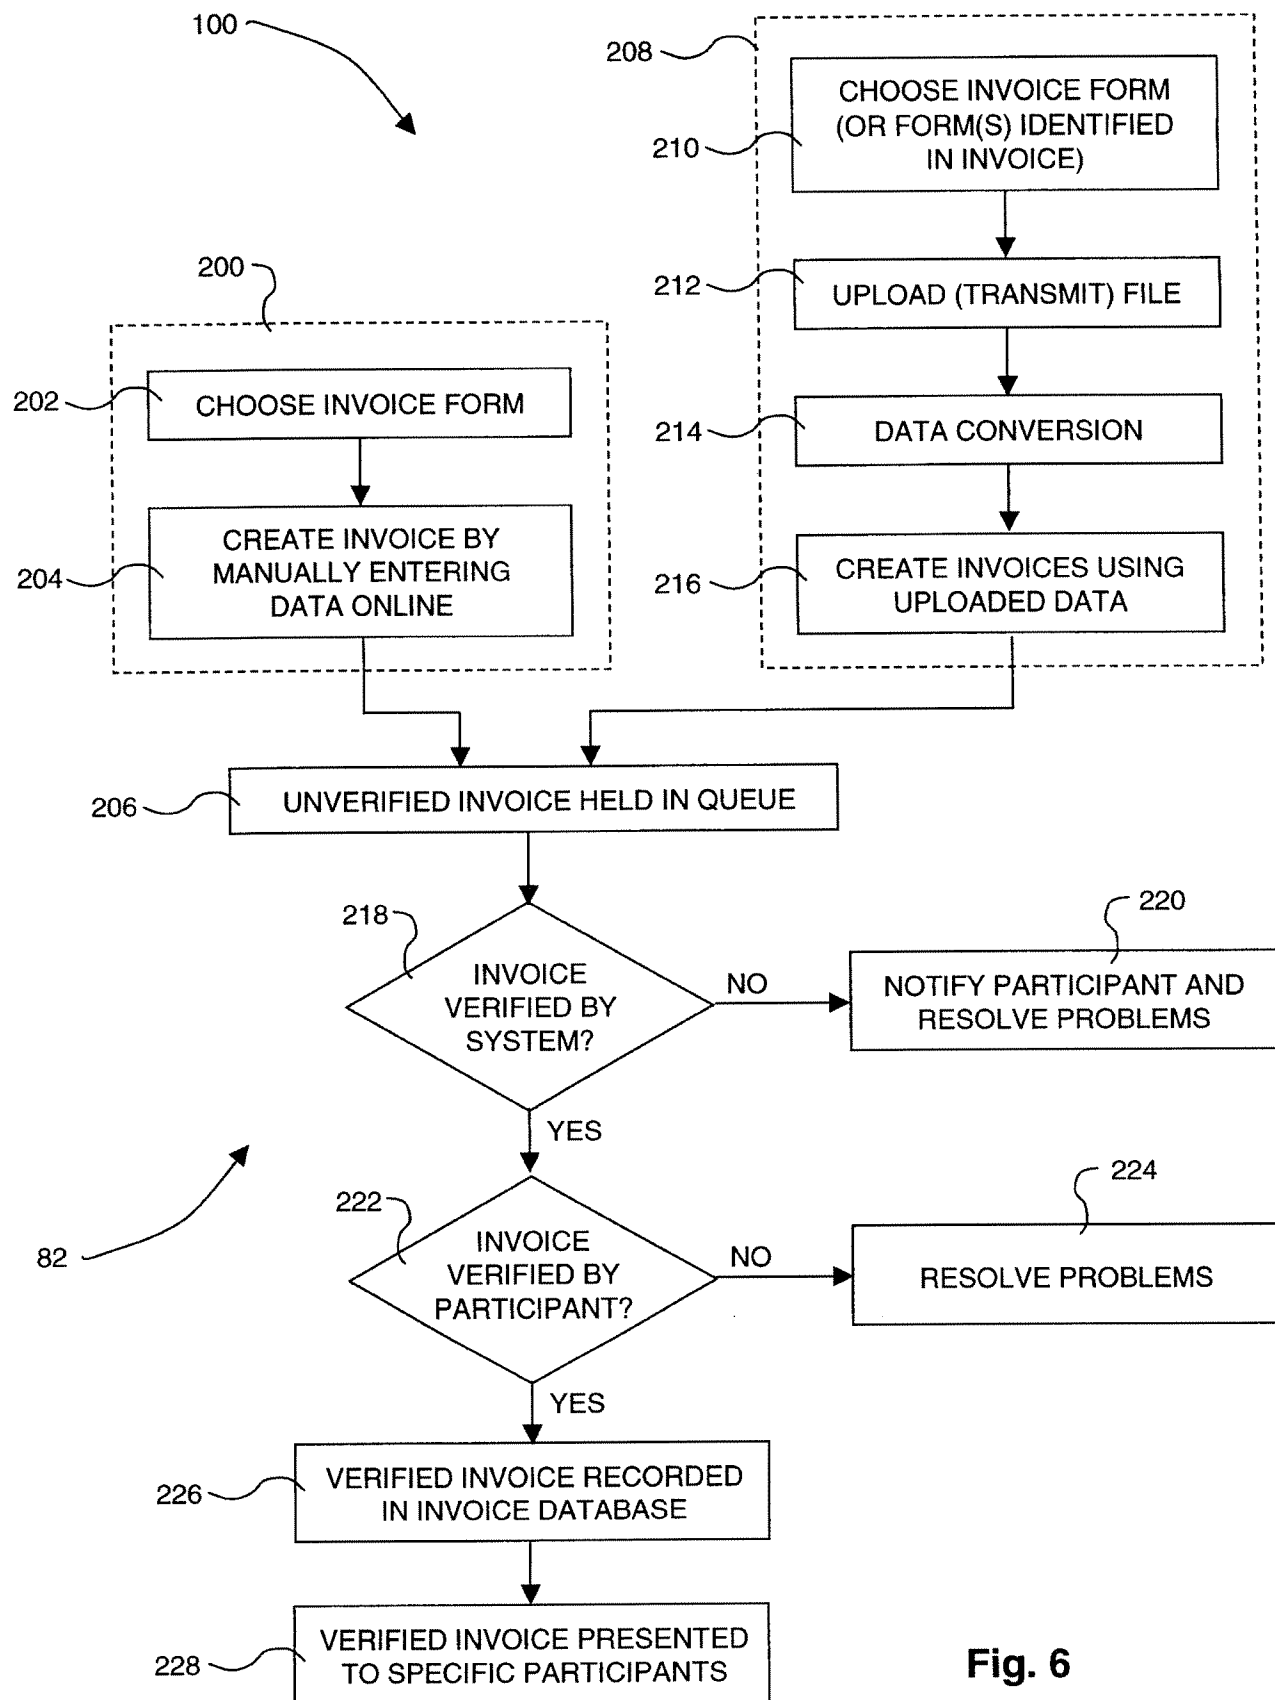 100
208
210
CHOOSE INVOICE FORM
(OR FORM(S) IDENTIFIED
IN INVOICE)
212
UPLOAD (TRANSMIT) FILE
214
DATA CONVERSION
216
CREATE INVOICES USING
UPLOADED DATA
200
202
CHOOSE INVOICE FORM
204
CREATE INVOICE BY
MANUALLY ENTERING
DATA ONLINE
206
UNVERIFIED INVOICE HELD IN QUEUE
218
INVOICE
VERIFIED BY
SYSTEM?
NO
220
NOTIFY PARTICIPANT AND
RESOLVE PROBLEMS
YES
82
222
INVOICE
VERIFIED BY
PARTICIPANT?
NO
224
RESOLVE PROBLEMS
YES
226
VERIFIED INVOICE RECORDED
IN INVOICE DATABASE
228
VERIFIED INVOICE PRESENTED
TO SPECIFIC PARTICIPANTS
Fig. 6